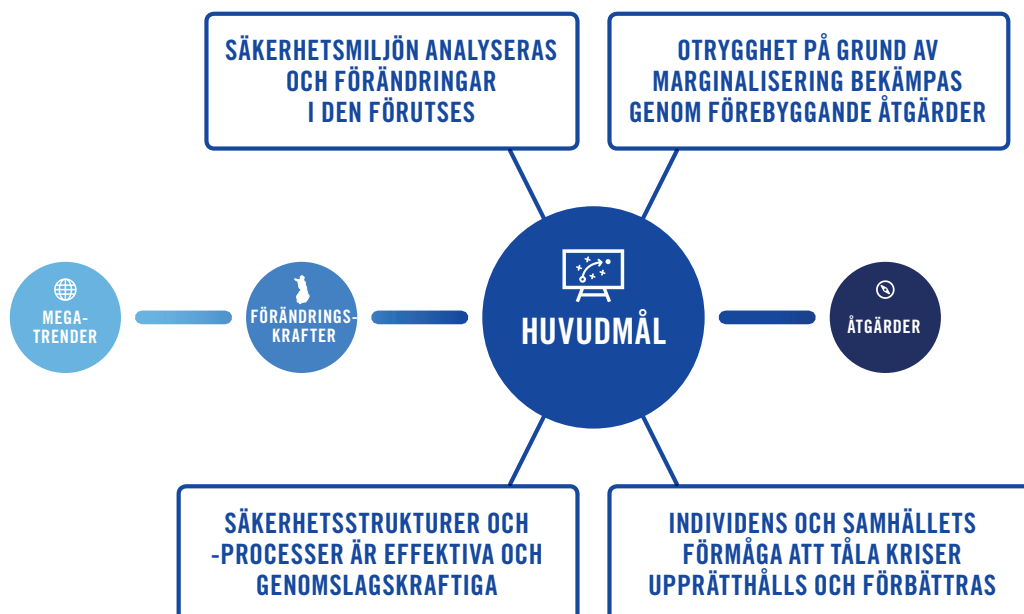 SÄKERHETSMILJÖN ANALYSERAS
OCH FÖRÄNDRINGAR
I DEN FÖRUTSES
OTRYGGHET PÅ GRUND AV
MARGINALISERING BEKÄMPAS
GENOM FÖREBYGGANDE ÅTGÄRDER
MEGA-
TRENDER
FÖRÄNDRINGS-
KRAFTER
HUVUDMÅL
ÅTGÄRDER
SÄKERHETSSTRUKTURER OCH
-PROCESSER ÄR EFFEKTIVA OCH
GENOMSLAGSKRAFTIGA
INDIVIDENS OCH SAMHÄLLETS
FÖRMÅGA ATT TÅLA KRISER
UPPRÄTTHÅLLS OCH FÖRBÄTTRAS